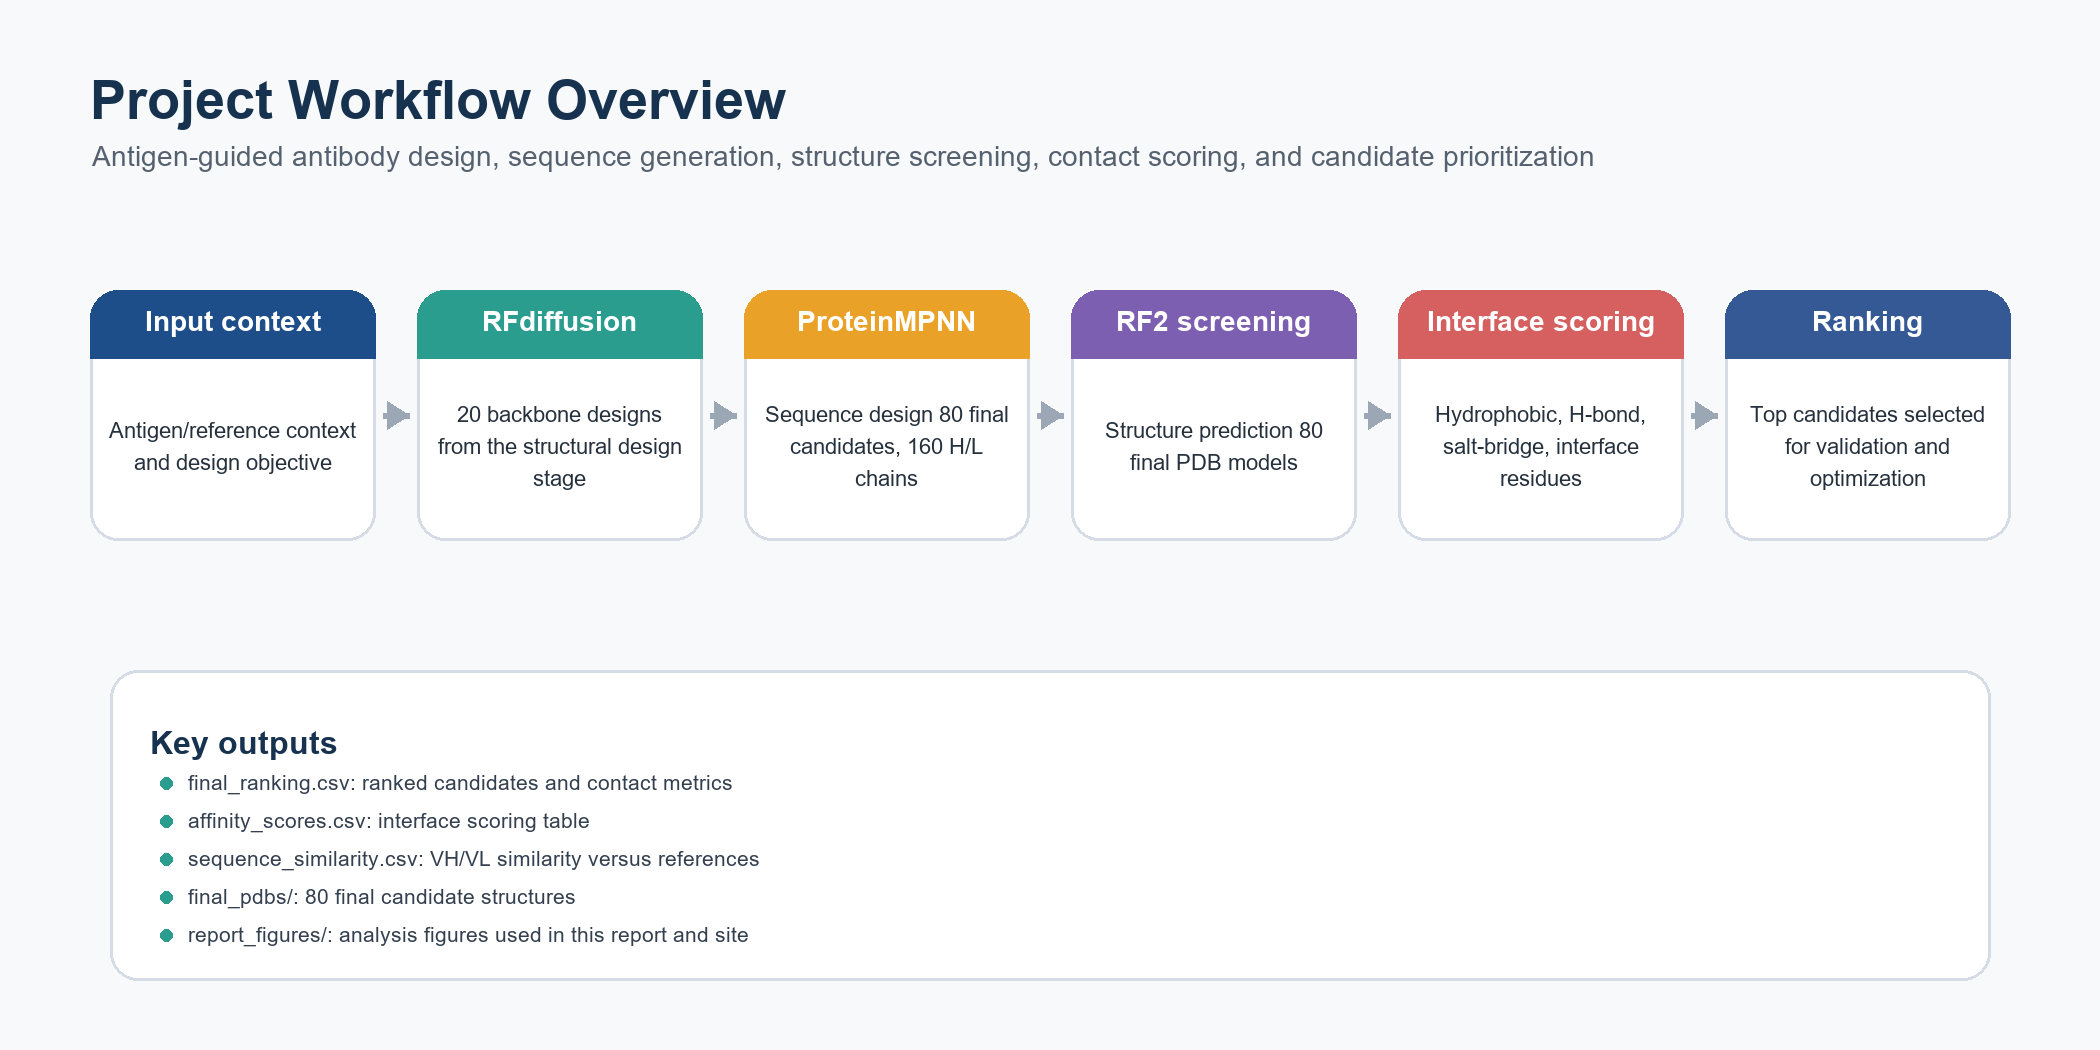 Project Workflow Overview
Antigen-guided antibody design, sequence generation, structure screening, contact scoring, and candidate prioritization
Input context
Antigen/reference context
and design objective
RFdiffusion
20 backbone designs
from the structural design
stage
ProteinMPNN
Sequence design 80 final
candidates, 160 H/L
chains
RF2 screening
Structure prediction 80
final PDB models
Interface scoring
Hydrophobic, H-bond,
salt-bridge, interface
residues
Ranking
Top candidates selected
for validation and
optimization
Key outputs
final_ranking.csv: ranked candidates and contact metrics
affinity_scores.csv: interface scoring table
sequence_similarity.csv: VH/VL similarity versus references
final_pdbs/: 80 final candidate structures
report_figures/: analysis figures used in this report and site